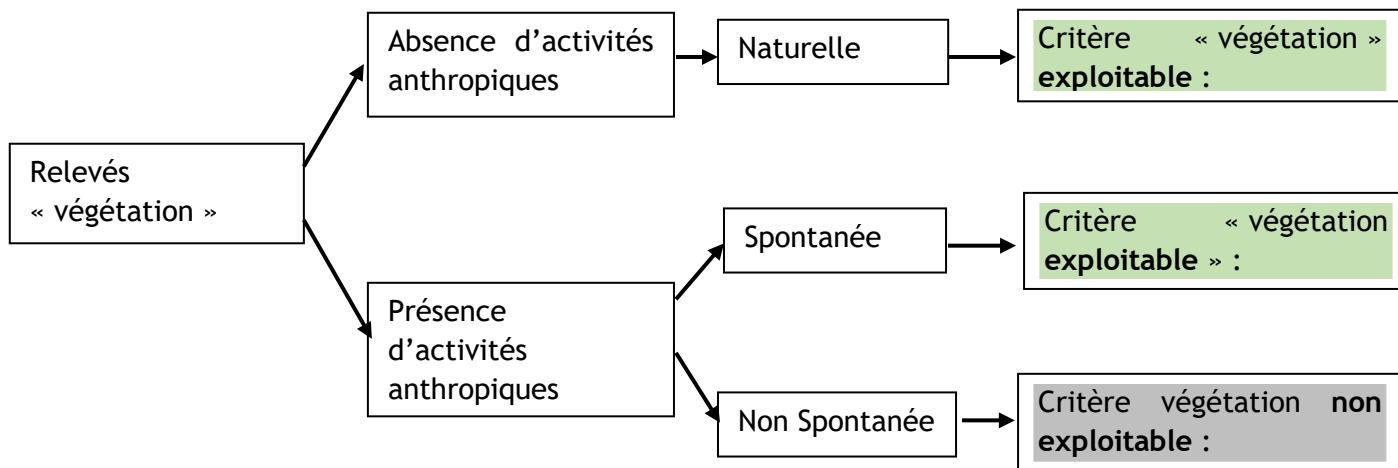 Absence d’activités
anthropiques
Naturelle
Critère « végétation »
exploitable :
Relevés
« végétation »
Spontanée
Critère « végétation
exploitable » :
Présence
d’activités
anthropiques
Non Spontanée
Critère végétation non
exploitable :